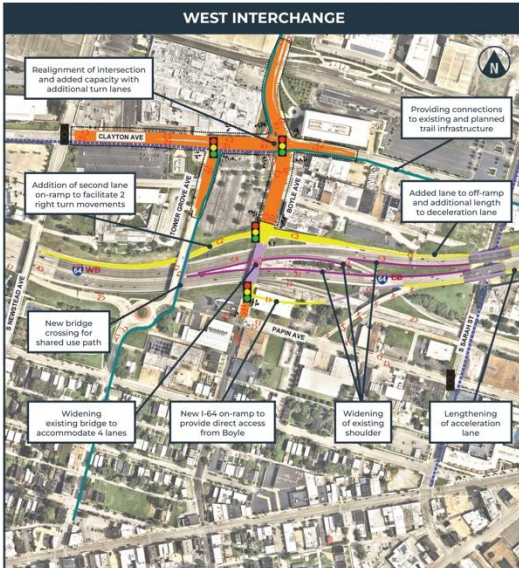 WEST INTERCHANGE
N
Realignment of intersection
and added capacity with
additional turn lanes
CLAYTON AVE
Providing connections
to existing and planned
trail infrastructure
TOWER GROVE AVE
BOYLE AVE
Addition of second lane
on-ramp to facilitate 2
right turn movements
Added lane to off-ramp
and additional length
to deceleration lane
64 WB
64 EB
S NEWSTEAD AVE
New bridge
crossing for
shared use path
PAPIN AVE
S SARAH ST
Widening
existing bridge to
accommodate 4 lanes
New I-64 on-ramp to
provide direct access
from Boyle
Widening
of existing
shoulder
Lengthening
of acceleration
lane